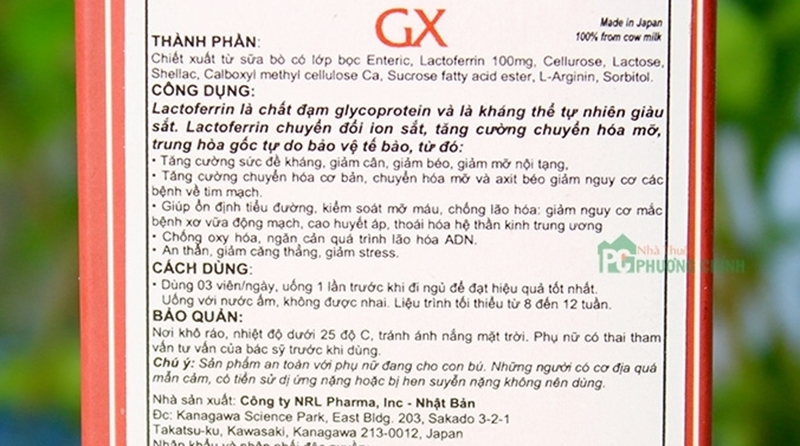 GX
Made in Japan
100% from cow milk
THÀNH PHẦN:
Chiết xuất từ sữa bò có lớp bọc Enteric, Lactoferrin 100mg, Cellurose, Lactose,
Shellac, Calboxyl methyl cellulose Ca, Sucrose fatty acid ester, L-Arginin, Sorbitol.
CÔNG DỤNG:
Lactoferrin là chất đạm glycoprotein và là kháng thể tự nhiên giàu
sắt. Lactoferrin chuyển đổi ion sắt, tăng cường chuyển hóa mỡ,
trung hòa gốc tự do bảo vệ tế bào, từ đó:
• Tăng cường sức đề kháng, giảm cân, giảm béo, giảm mỡ nội tạng,
• Tăng cường chuyển hóa cơ bản, chuyển hóa mỡ và axit béo giảm nguy cơ các
bệnh về tim mạch.
• Giúp ổn định tiểu đường, kiểm soát mỡ máu, chống lão hóa: giảm nguy cơ mắc
bệnh xơ vữa động mạch, cao huyết áp, thoái hóa hệ thần kinh trung ương
• Chống oxy hóa, ngăn cản quá trình lão hóa ADN.
• An thần, giảm căng thẳng, giảm stress.
Nhà Thuốc
PC PHƯƠNG CHINH
CÁCH DÙNG:
• Dùng 03 viên/ngày, uống 1 lần trước khi đi ngủ để đạt hiệu quả tốt nhất.
Uống với nước ấm, không được nhai. Liệu trình tối thiểu từ 8 đến 12 tuần.
BẢO QUẢN:
Nơi khô ráo, nhiệt độ dưới 25 độ C, tránh ánh nắng mặt trời. Phụ nữ có thai tham
vấn tư vấn của bác sỹ trước khi dùng.
Chú ý: Sản phẩm an toàn với phụ nữ đang cho con bú. Những người có cơ địa quá
mẫn cảm, có tiền sử dị ứng nặng hoặc bị hen suyễn nặng không nên dùng.
Nhà sản xuất: Công ty NRL Pharma, Inc - Nhật Bản
Đc: Kanagawa Science Park, East Bldg. 203, Sakado 3-2-1
Takatsu-ku, Kawasaki, Kanagawa 213-0012, Japan
Nhập khẩu và phân phối độc quyền: